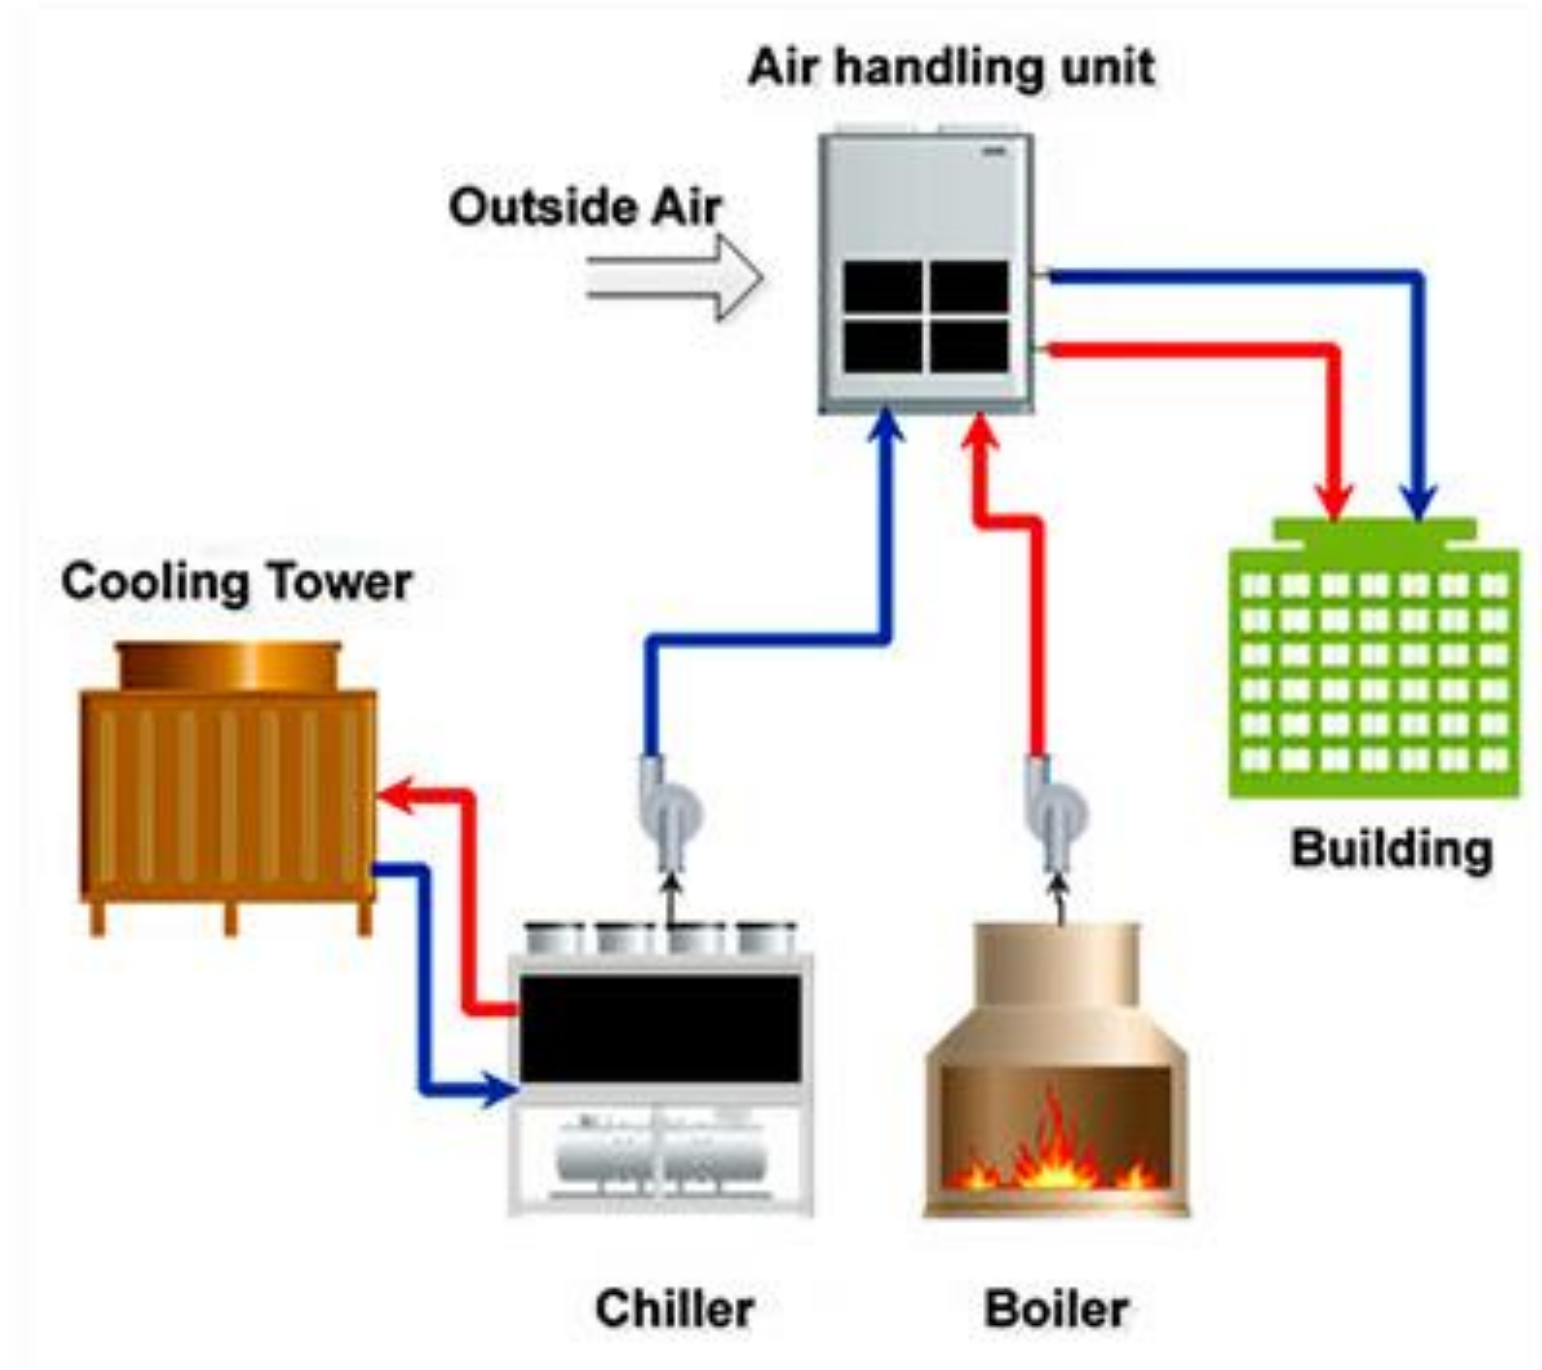 Air handling unit
Outside Air
Cooling Tower
Building
Chiller
Boiler